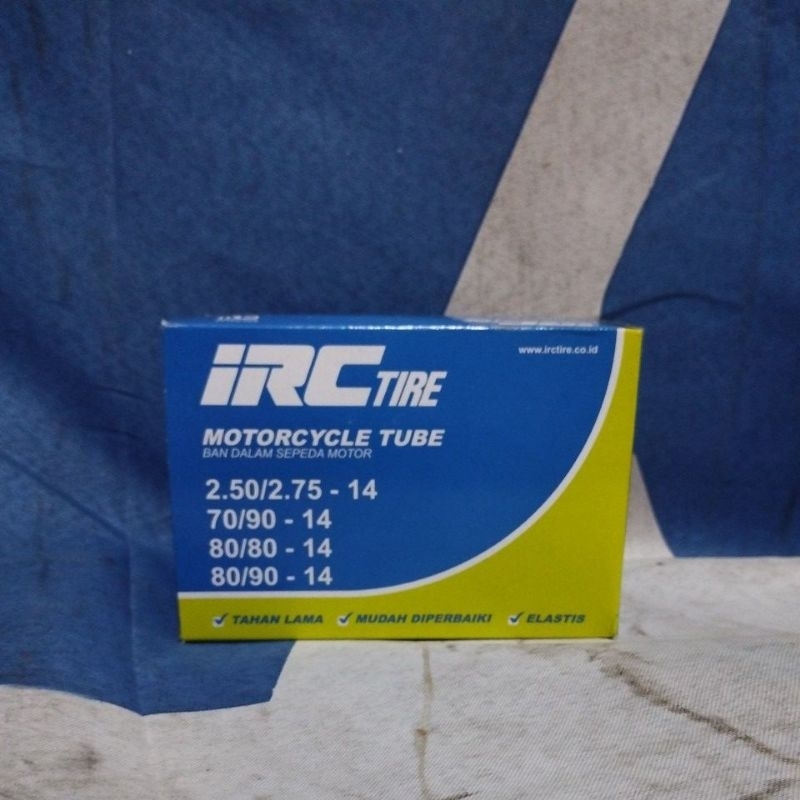 iRC TIRE
www.irctire.co.id
MOTORCYCLE TUBE
BAN DALAM SEPEDA MOTOR
2.50/2.75 - 14
70/90 - 14
80/80 - 14
80/90 - 14
TAHAN LAMA MUDAH DIPERBAIKI ELASTIS